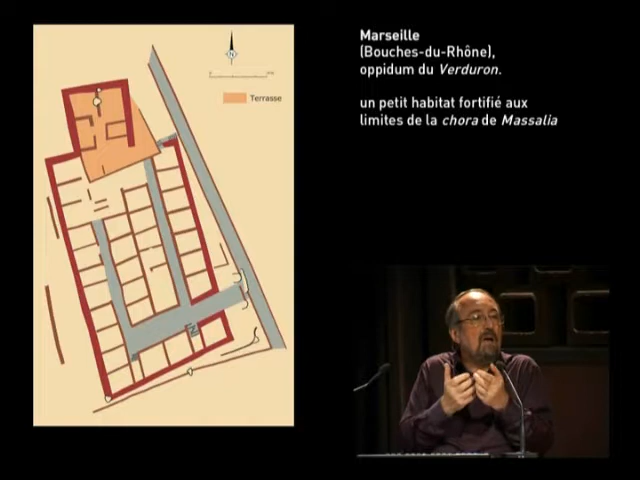 Marseille
(Bouches-du-Rhône),
oppidum du Verduron.
un petit habitat fortifié aux
limites de la chora de Massalia
N
Terrasse